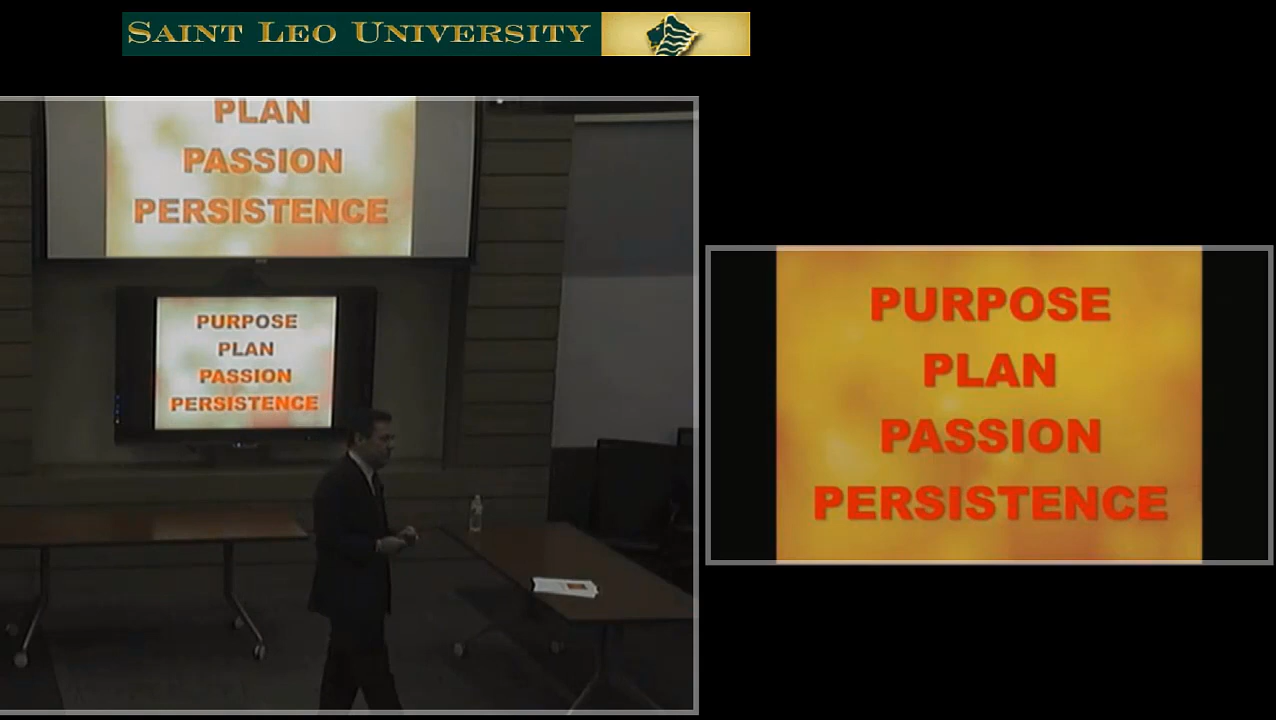 SAINT LEO UNIVERSITY
PLAN
PASSION
PERSISTENCE
PURPOSE
PLAN
PASSION
PERSISTENCE
PURPOSE
PLAN
PASSION
PERSISTENCE